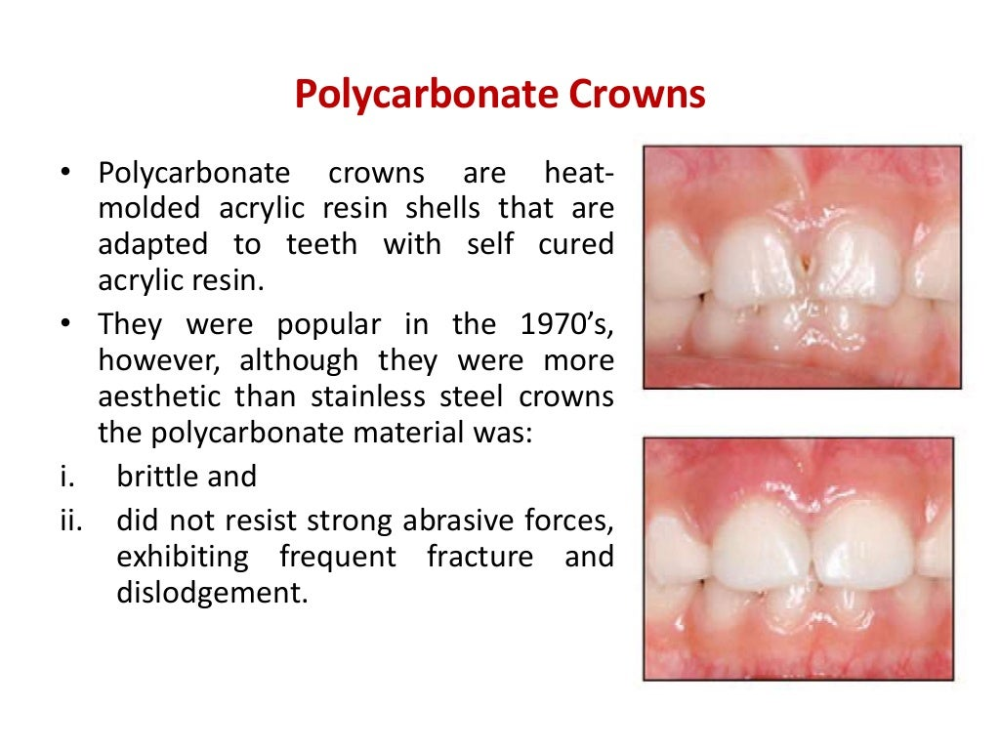 Polycarbonate Crowns
• Polycarbonate crowns are heat-
molded acrylic resin shells that are
adapted to teeth with self cured
acrylic resin.
• They were popular in the 1970’s,
however, although they were more
aesthetic than stainless steel crowns
the polycarbonate material was:
i. brittle and
ii. did not resist strong abrasive forces,
exhibiting frequent fracture and
dislodgement.